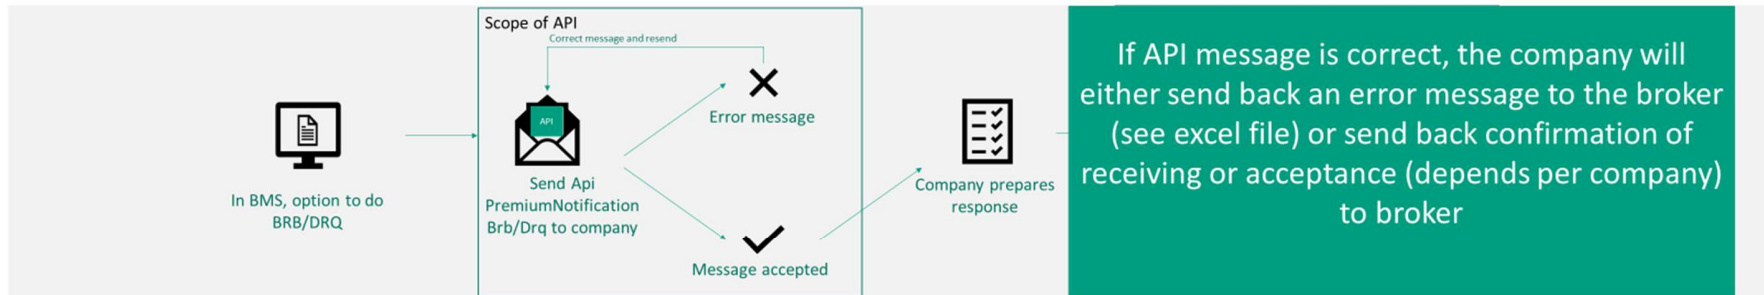 Scope of API
Correct message and resend
API
Error message
In BMS, option to do
BRB/DRQ
Send Api
PremiumNotification
Brb/Drq to company
Message accepted
Company prepares
response
If API message is correct, the company will
either send back an error message to the broker
(see excel file) or send back confirmation of
receiving or acceptance (depends per company)
to broker